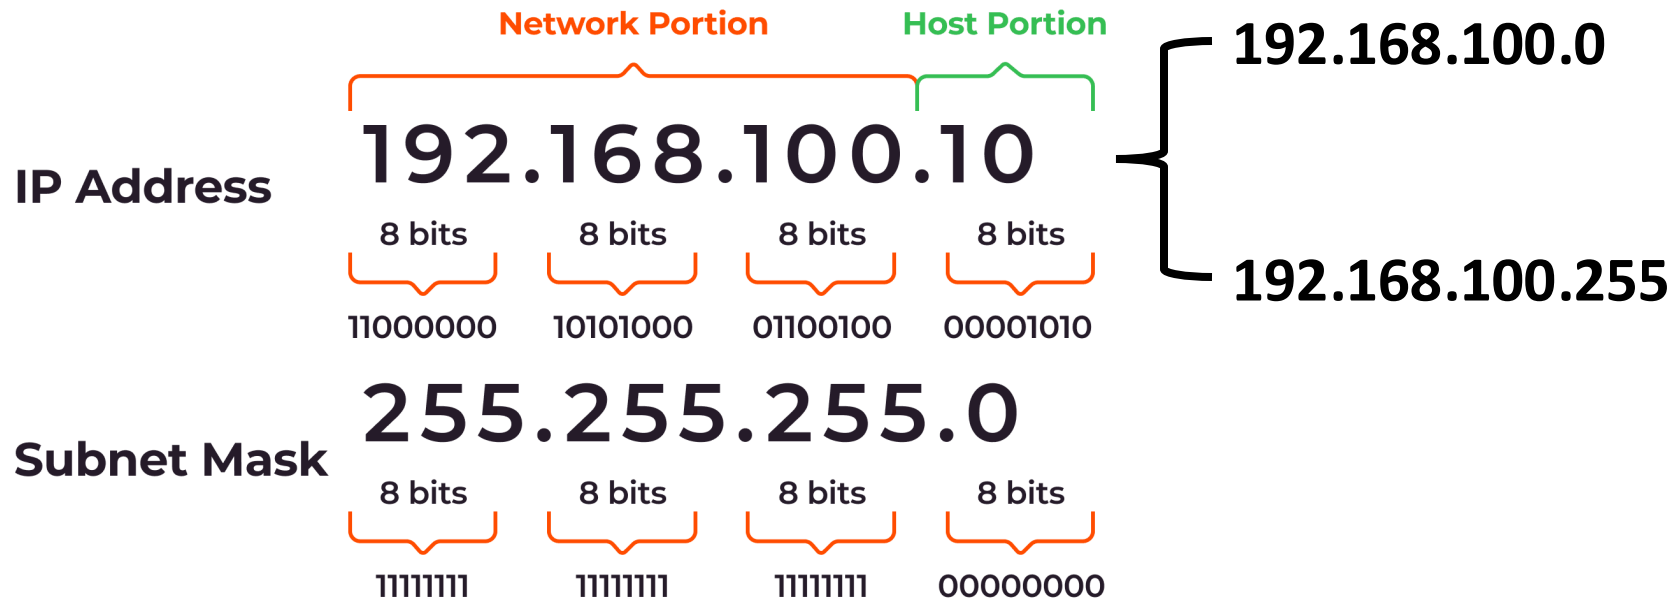 Network Portion
Host Portion
192.168.100.0
IP Address
192.168.100.10
8 bits
8 bits
8 bits
8 bits
11000000
10101000
01100100
00001010
192.168.100.255
Subnet Mask
255.255.255.0
8 bits
8 bits
8 bits
8 bits
11111111
11111111
11111111
00000000